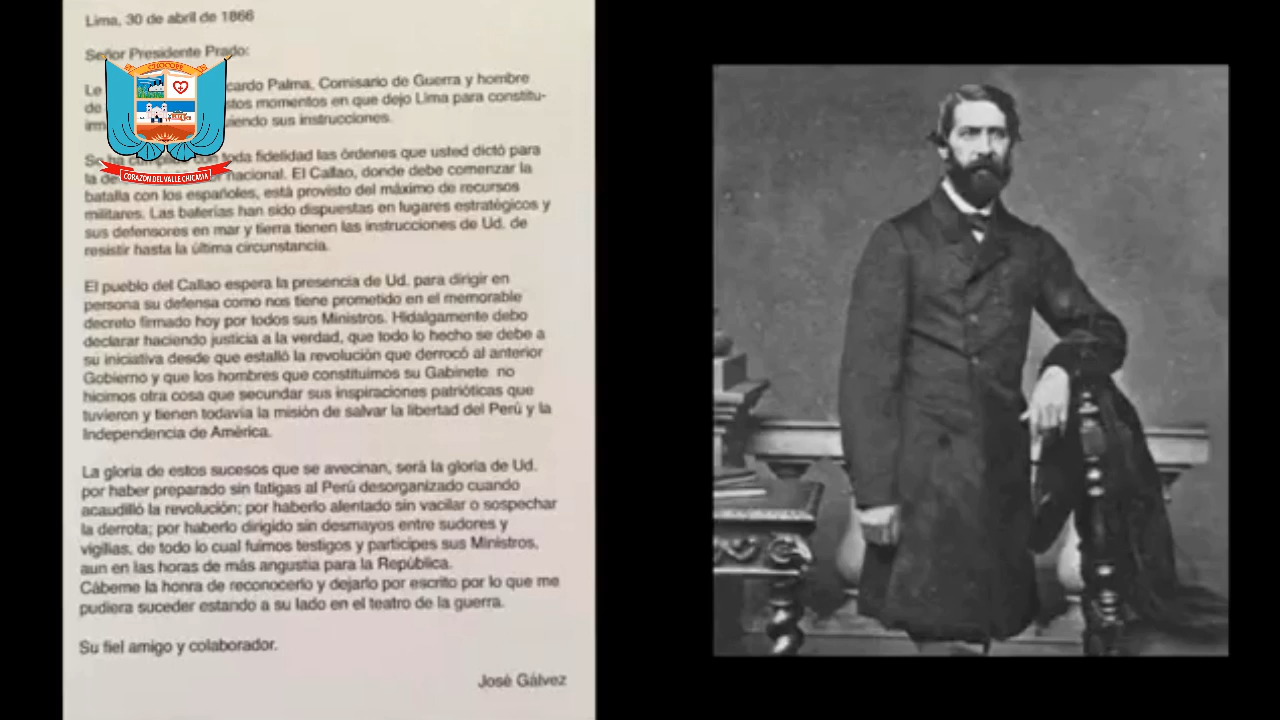 Lima, 30 de abril de 1866
Señor Presidente Prado:
Le cardo Palma, Comisario de Guerra y hombre
de stos momentos en que dejo Lima para constitu-
irm uiendo sus instrucciones.
Se ha con toda fidelidad las órdenes que usted dictó para
la nacional. El Callao, donde debe comenzar la
batalla con los españoles, está provisto del máximo de recursos
militares. Las baterías han sido dispuestas en lugares estratégicos y
sus defensores en mar y tierra tienen las instrucciones de Ud. de
resistir hasta la última circunstancia.
El pueblo del Callao espera la presencia de Ud. para dirigir en
persona su defensa como nos tiene prometido en el memorable
decreto firmado hoy por todos sus Ministros. Hidalgamente debo
declarar haciendo justicia a la verdad, que todo lo hecho se debe a
su iniciativa desde que estalló la revolución que derrocó al anterior
Gobierno y que los hombres que constituimos su Gabinete no
hicimos otra cosa que secundar sus inspiraciones patrióticas que
tuvieron y tienen todavía la misión de salvar la libertad del Perú y la
Independencia de América.
La gloria de estos sucesos que se avecinan, será la gloria de Ud.
por haber preparado sin fatigas al Perú desorganizado cuando
acaudilló la revolución; por haberlo alentado sin vacilar o sospechar
la derrota; por haberlo dirigido sin desmayos entre sudores y
vigilias, de todo lo cual fuimos testigos y partícipes sus Ministros,
aun en las horas de más angustia para la República.
Cábeme la honra de reconocerlo y dejarlo por escrito por lo que me
pudiera suceder estando a su lado en el teatro de la guerra.
Su fiel amigo y colaborador.
José Gálvez
CHOCOPE
CORAZON DEL VALLE CHICAMA